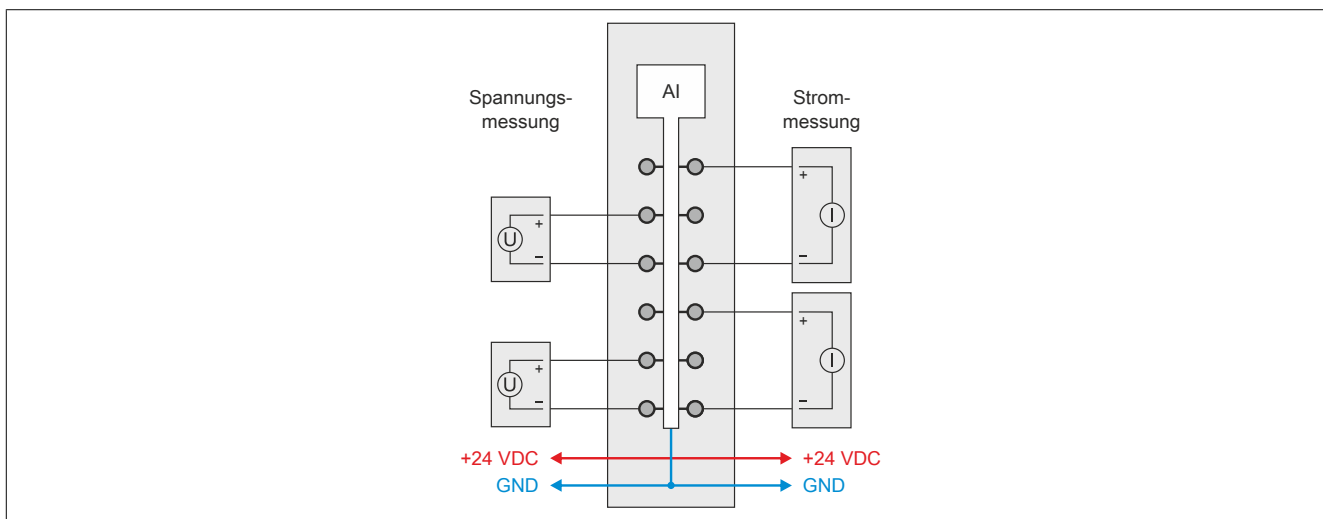 AI
Spannungs-
messung
Strom-
messung
+
−
I
U
+
−
+
−
I
U
+
−
+24 VDC
+24 VDC
GND
GND